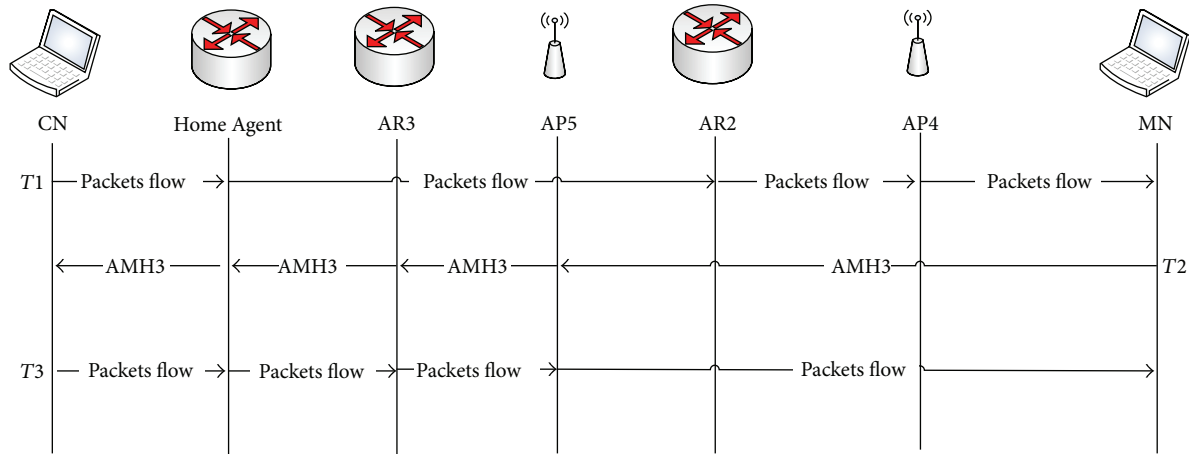 CN Home Agent AR3 AP5 AR2 AP4 MN
T1 Packets flow Packets flow Packets flow Packets flow
AMH3 AMH3 AMH3 AMH3 T2
T3 Packets flow Packets flow Packets flow Packets flow